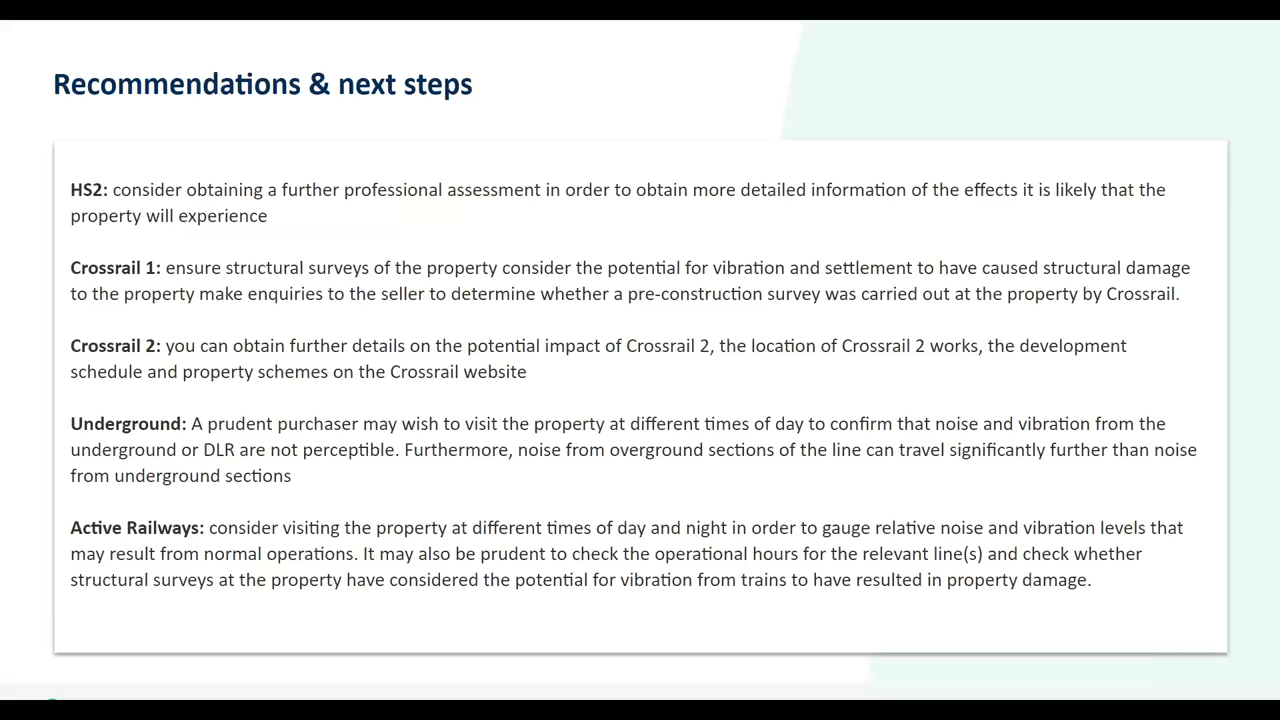 Recommendations & next steps
HS2: consider obtaining a further professional assessment in order to obtain more detailed information of the effects it is likely that the
property will experience
Crossrail 1: ensure structural surveys of the property consider the potential for vibration and settlement to have caused structural damage
to the property make enquiries to the seller to determine whether a pre-construction survey was carried out at the property by Crossrail.
Crossrail 2: you can obtain further details on the potential impact of Crossrail 2, the location of Crossrail 2 works, the development
schedule and property schemes on the Crossrail website
Underground: A prudent purchaser may wish to visit the property at different times of day to confirm that noise and vibration from the
underground or DLR are not perceptible. Furthermore, noise from overground sections of the line can travel significantly further than noise
from underground sections
Active Railways: consider visiting the property at different times of day and night in order to gauge relative noise and vibration levels that
may result from normal operations. It may also be prudent to check the operational hours for the relevant line(s) and check whether
structural surveys at the property have considered the potential for vibration from trains to have resulted in property damage.